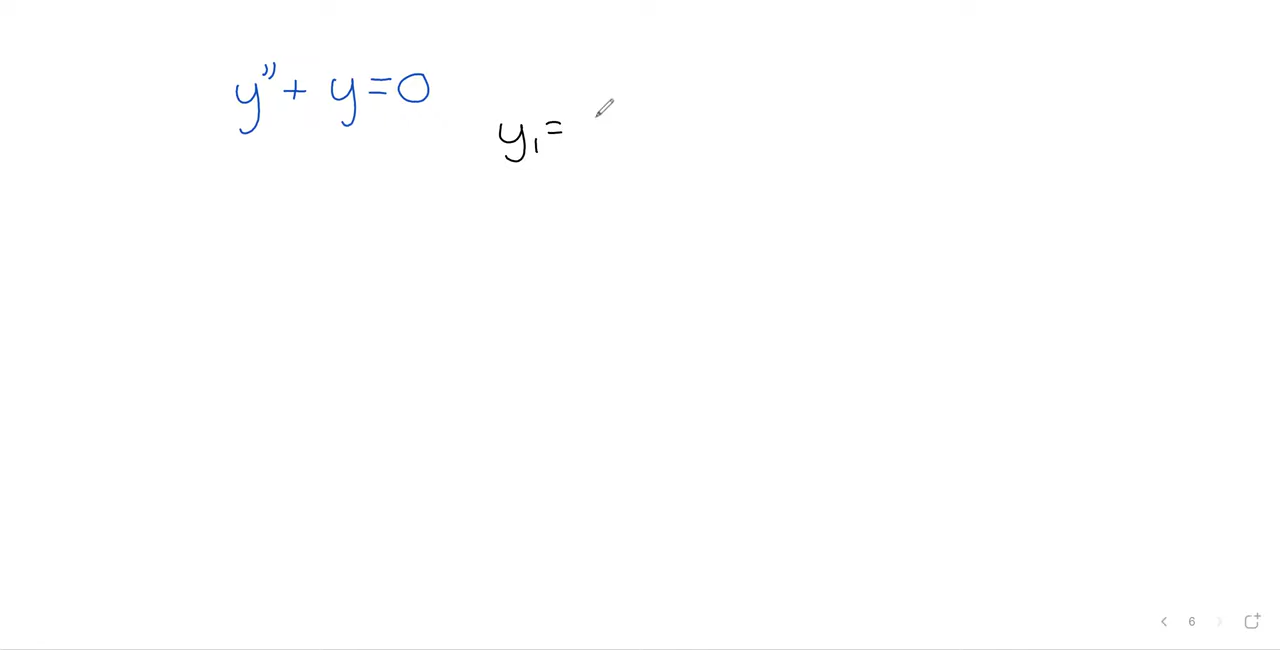 y'' + y = 0
y₁ =
6